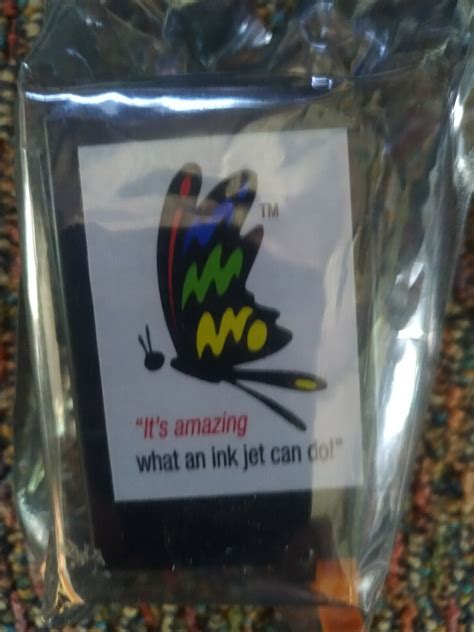 TM
"It's amazing
what an ink jet can do!"